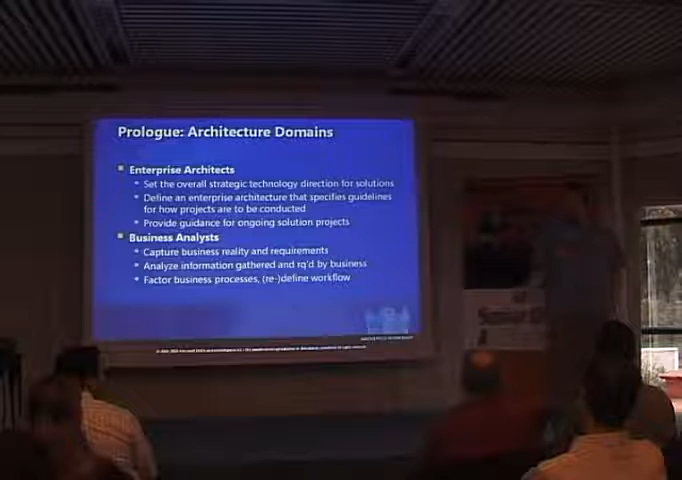 Prologue: Architecture Domains
Enterprise Architects
Set the overall strategic technology direction for solutions
Define an enterprise architecture that specifies guidelines
for how projects are to be conducted
Provide guidance for ongoing solution projects
Business Analysts
Capture business reality and requirements
Analyze information gathered and rq'd by business
Factor business processes, (re-)define workflow